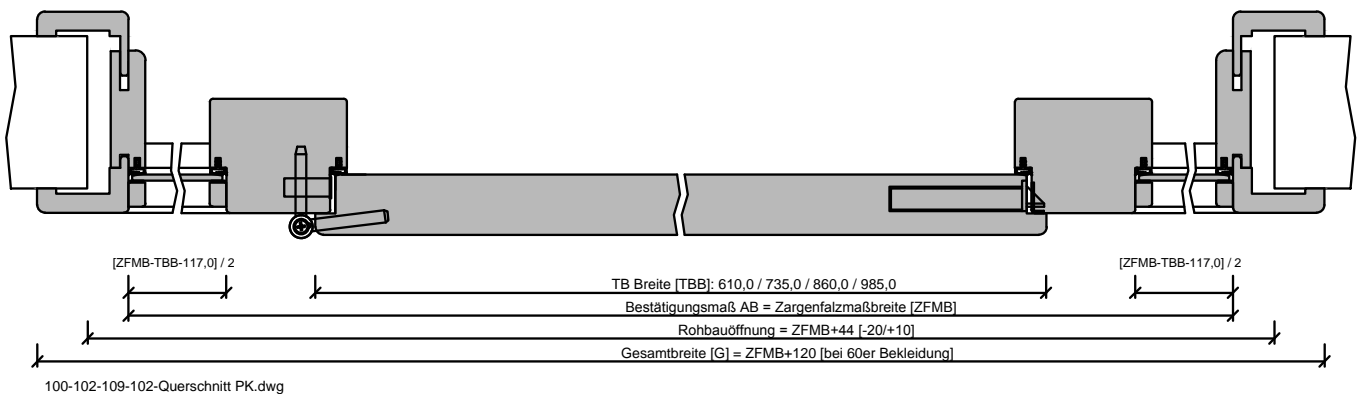 [ZFMB-TBB-117,0] / 2
[ZFMB-TBB-117,0] / 2
TB Breite [TBB]: 610,0 / 735,0 / 860,0 / 985,0
Bestätigungsmaß AB = Zargenfalzmaßbreite [ZFMB]
Rohbauöffnung = ZFMB+44 [-20/+10]
Gesamtbreite [G] = ZFMB+120 [bei 60er Bekleidung]
100-102-109-102-Querschnitt PK.dwg